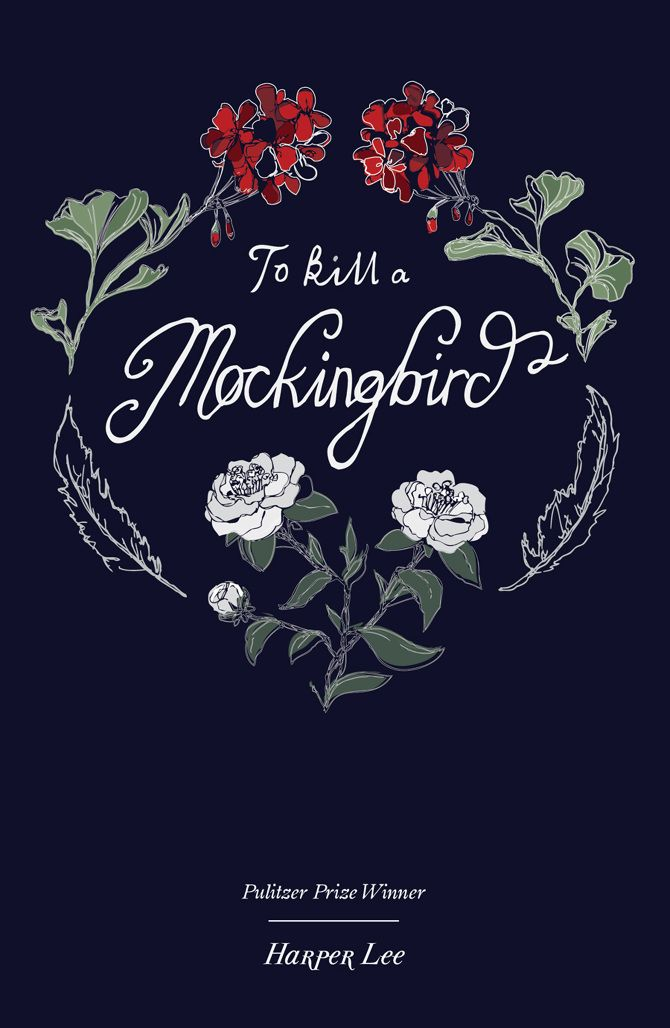 To kill a
Mockingbird
Pulitzer Prize Winner
Harper Lee